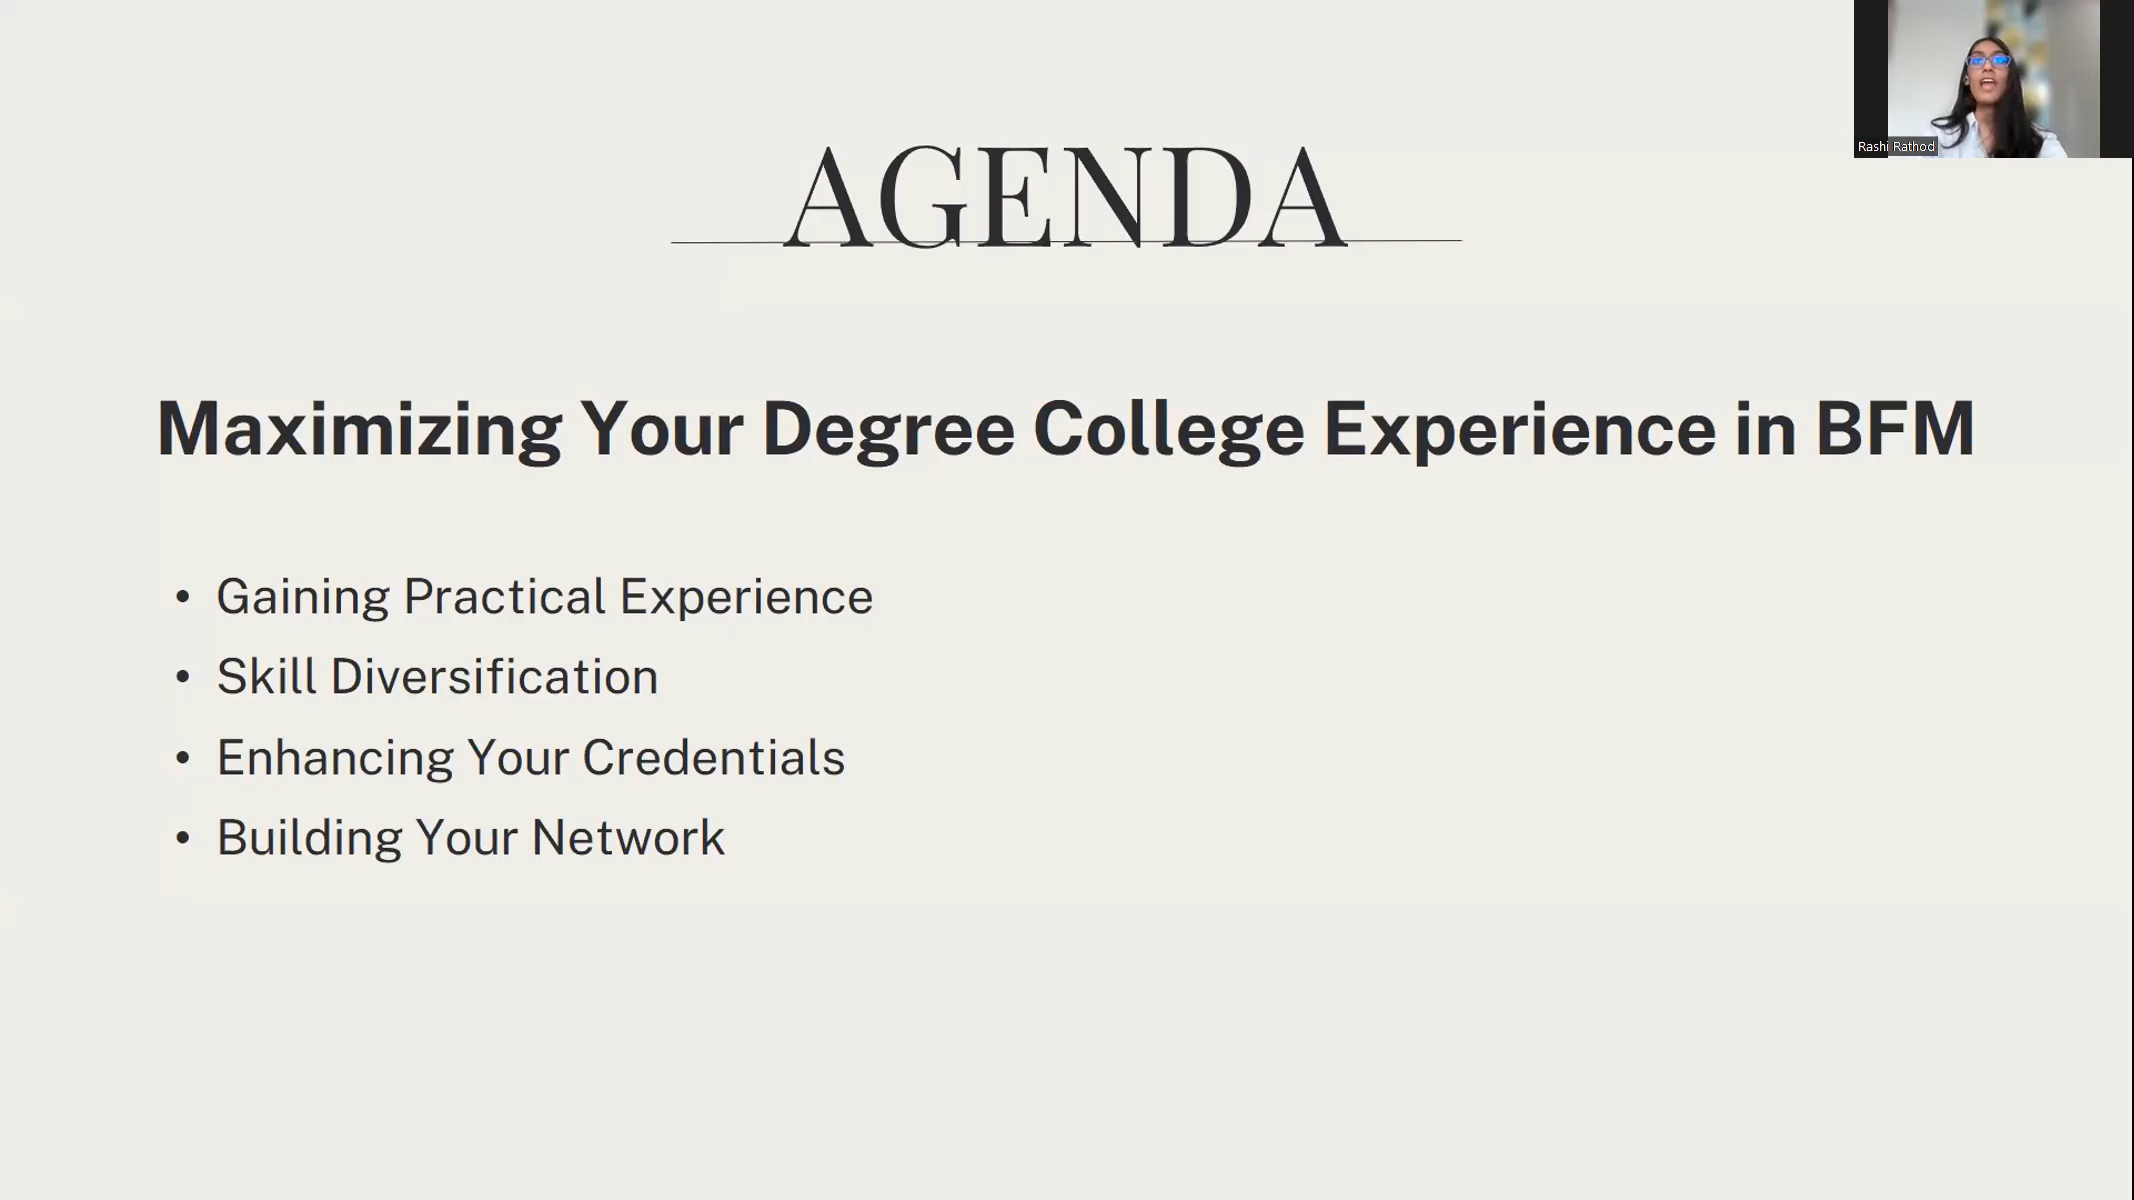 Rashi Rathod
AGENDA
Maximizing Your Degree College Experience in BFM
• Gaining Practical Experience
• Skill Diversification
• Enhancing Your Credentials
• Building Your Network